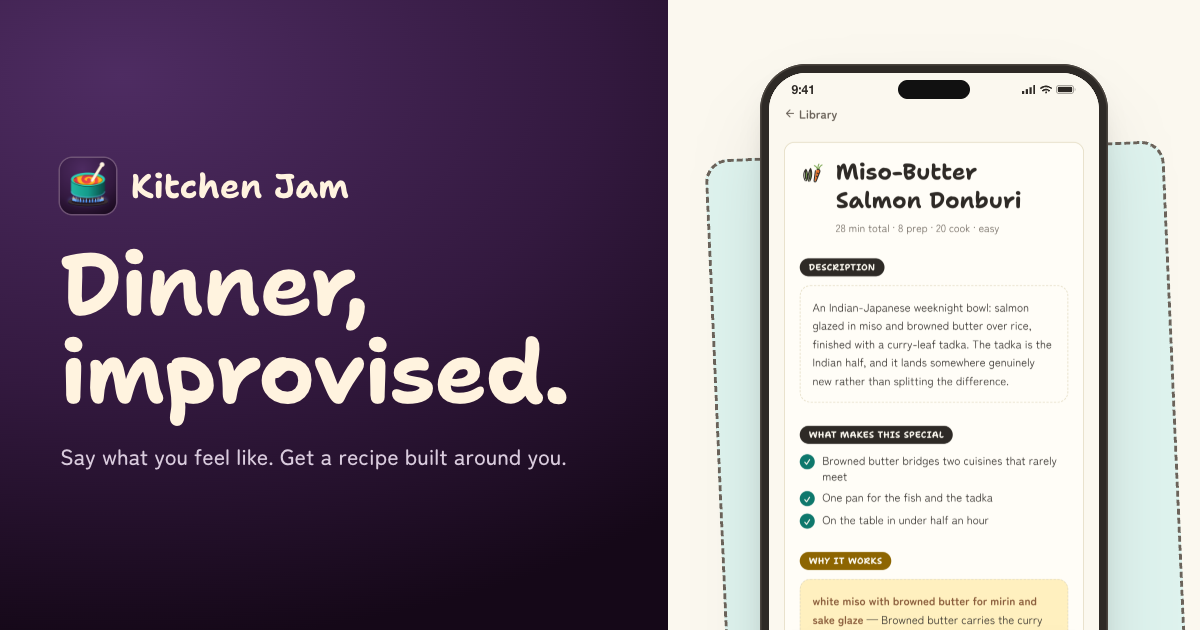 Kitchen Jam
Dinner,
improvised.
Say what you feel like. Get a recipe built around you.
9:41
← Library
Miso-Butter
Salmon Donburi
28 min total · 8 prep · 20 cook · easy
DESCRIPTION
An Indian-Japanese weeknight bowl: salmon
glazed in miso and browned butter over rice,
finished with a curry-leaf tadka. The tadka is the
Indian half, and it lands somewhere genuinely
new rather than splitting the difference.
WHAT MAKES THIS SPECIAL
Browned butter bridges two cuisines that rarely
meet
One pan for the fish and the tadka
On the table in under half an hour
WHY IT WORKS
white miso with browned butter for mirin and
sake glaze — Browned butter carries the curry